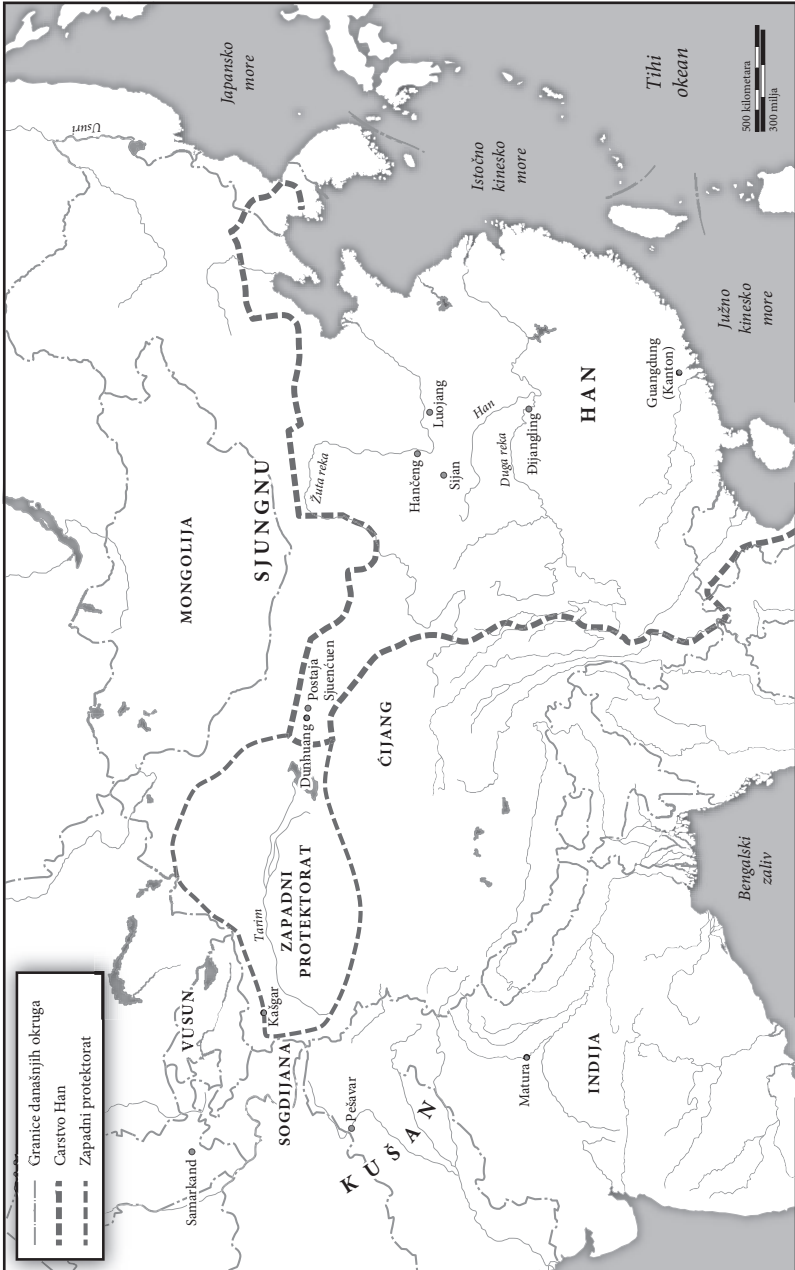 Granice današnjih okruga
Carstvo Han
Zapadni protektorat
Samarkand
VUSUN
SOGDIJANA
Kašgar
Tarim
ZAPADNI
PROTEKTORAT
Pešavar
KUŠAN
Matura
INDIJA
MONGOLIJA
SJUNGNU
Dunhuang
Postaja
Sjuenćuen
ĆIJANG
Bengalski
zaliv
Usuri
Japansko
more
Žuta reka
Hančeng
Luojang
Sijan
Han
Duga reka
Đijangling
HAN
Guangdung
(Kanton)
Istočno
kinesko
more
Tihi
okean
Južno
kinesko
more
500 kilometara
300 milja